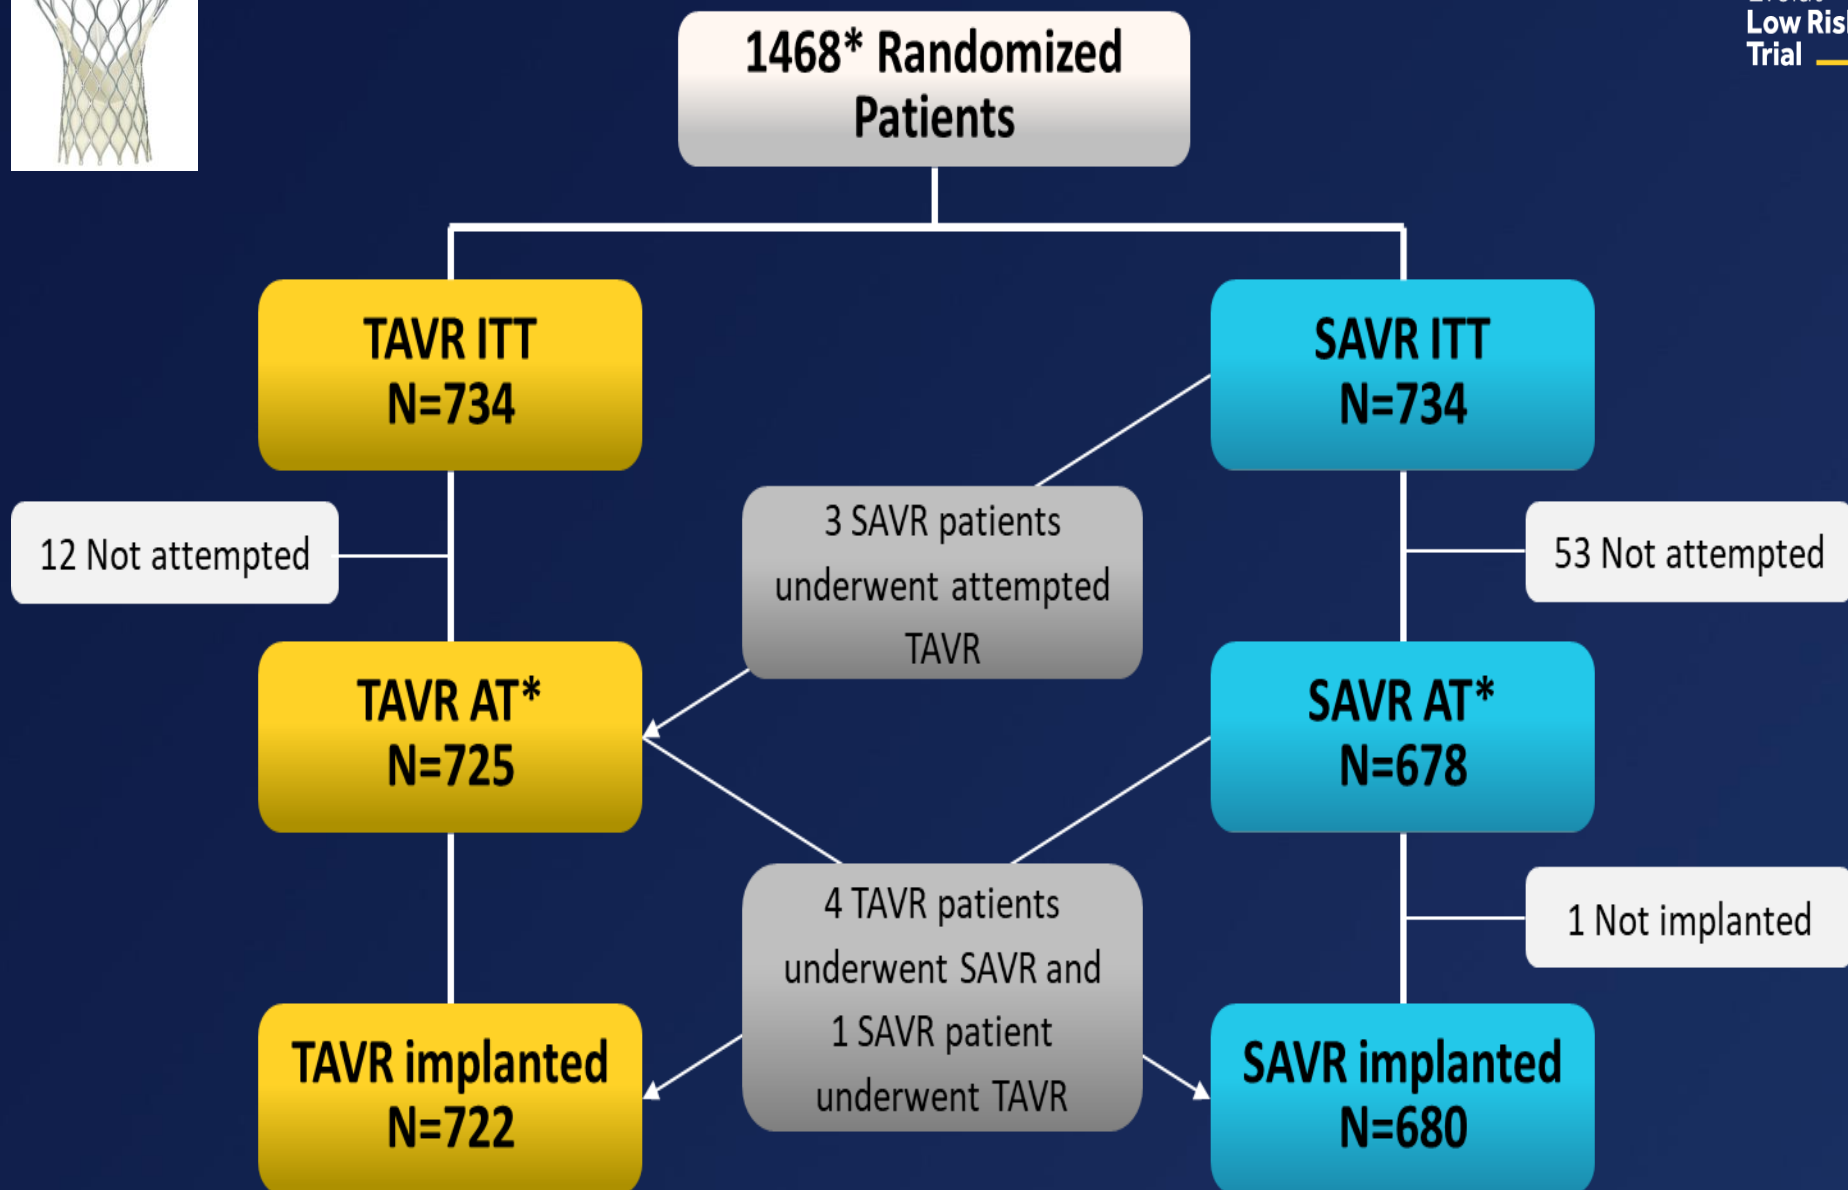 Low Risk
Trial
1468* Randomized
Patients
TAVR ITT
N=734
SAVR ITT
N=734
12 Not attempted
3 SAVR patients
underwent attempted
TAVR
53 Not attempted
TAVR AT*
N=725
SAVR AT*
N=678
4 TAVR patients
underwent SAVR and
1 SAVR patient
underwent TAVR
1 Not implanted
TAVR implanted
N=722
SAVR implanted
N=680